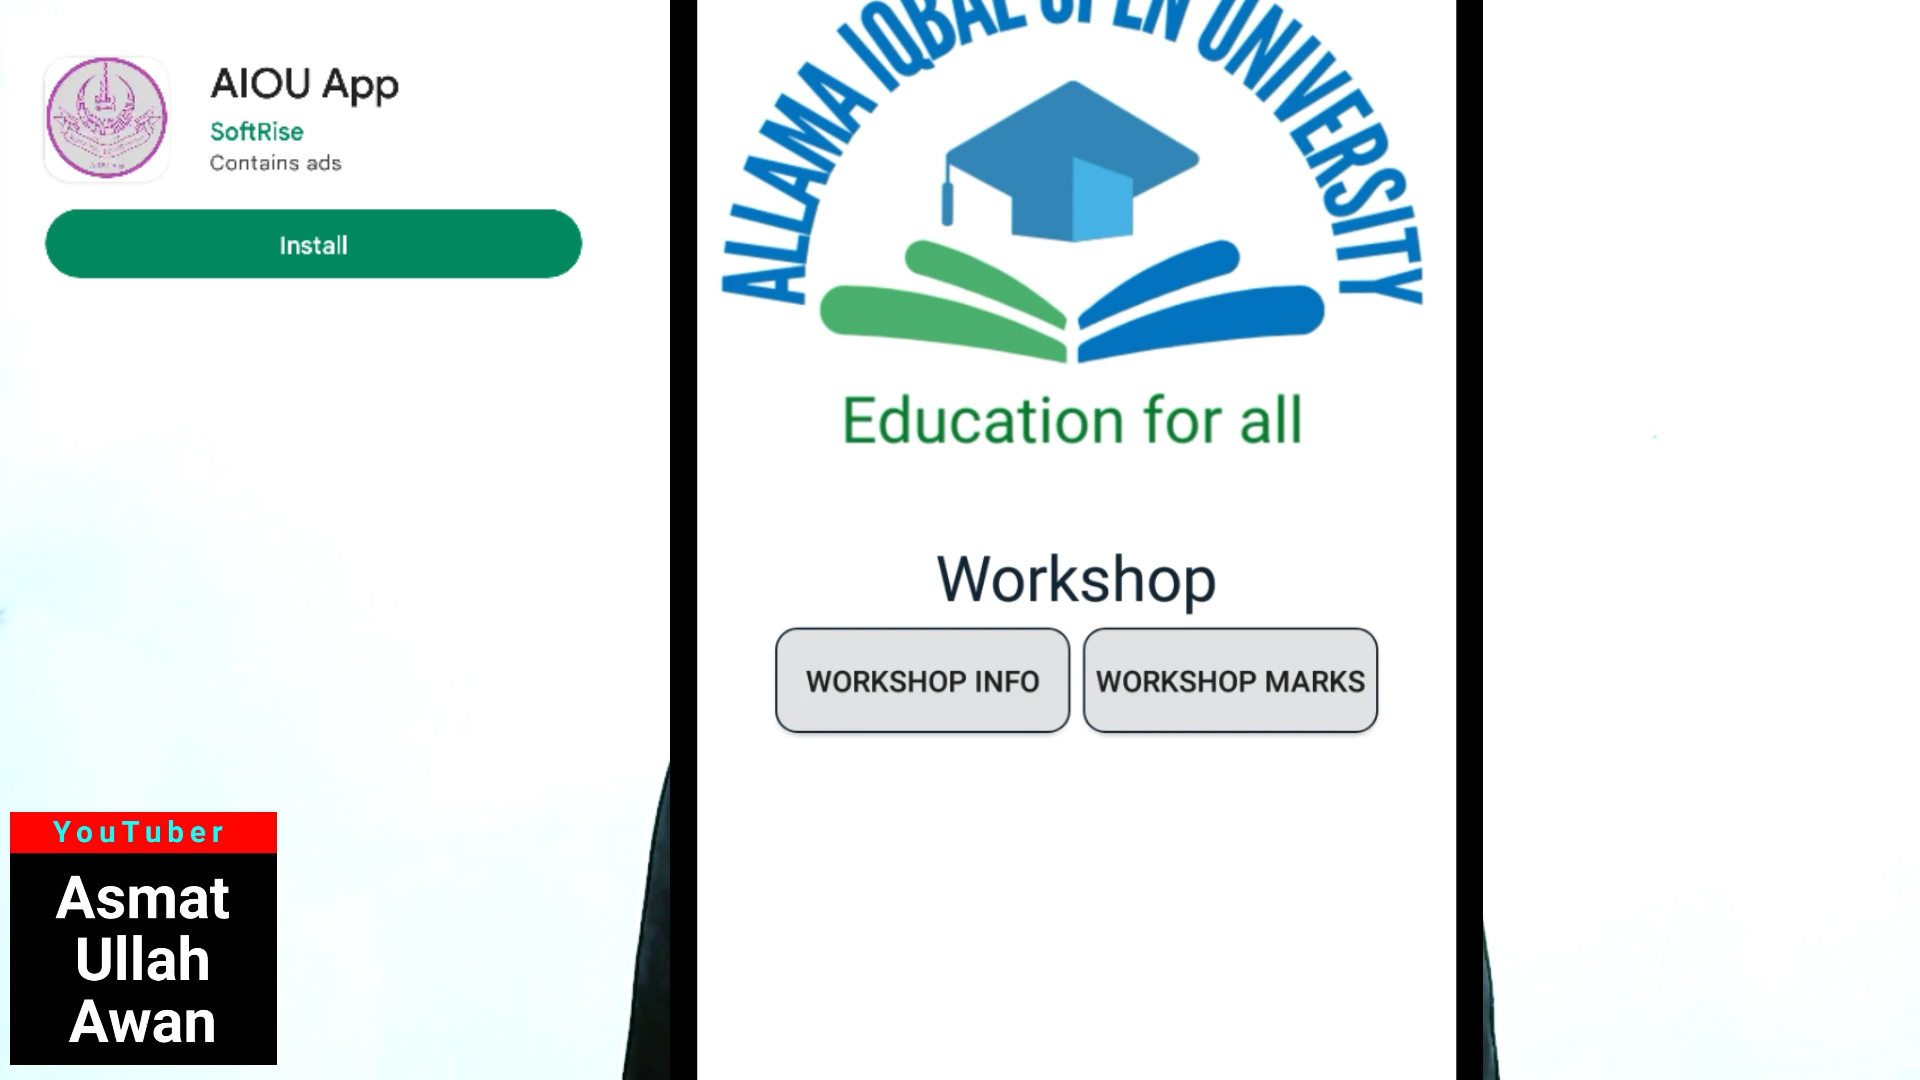 AIOU App
SoftRise
Contains ads
Install
ALLAMA IQBAL OPEN UNIVERSITY
Education for all
Workshop
WORKSHOP INFO
WORKSHOP MARKS
YouTuber
Asmat
Ullah
Awan